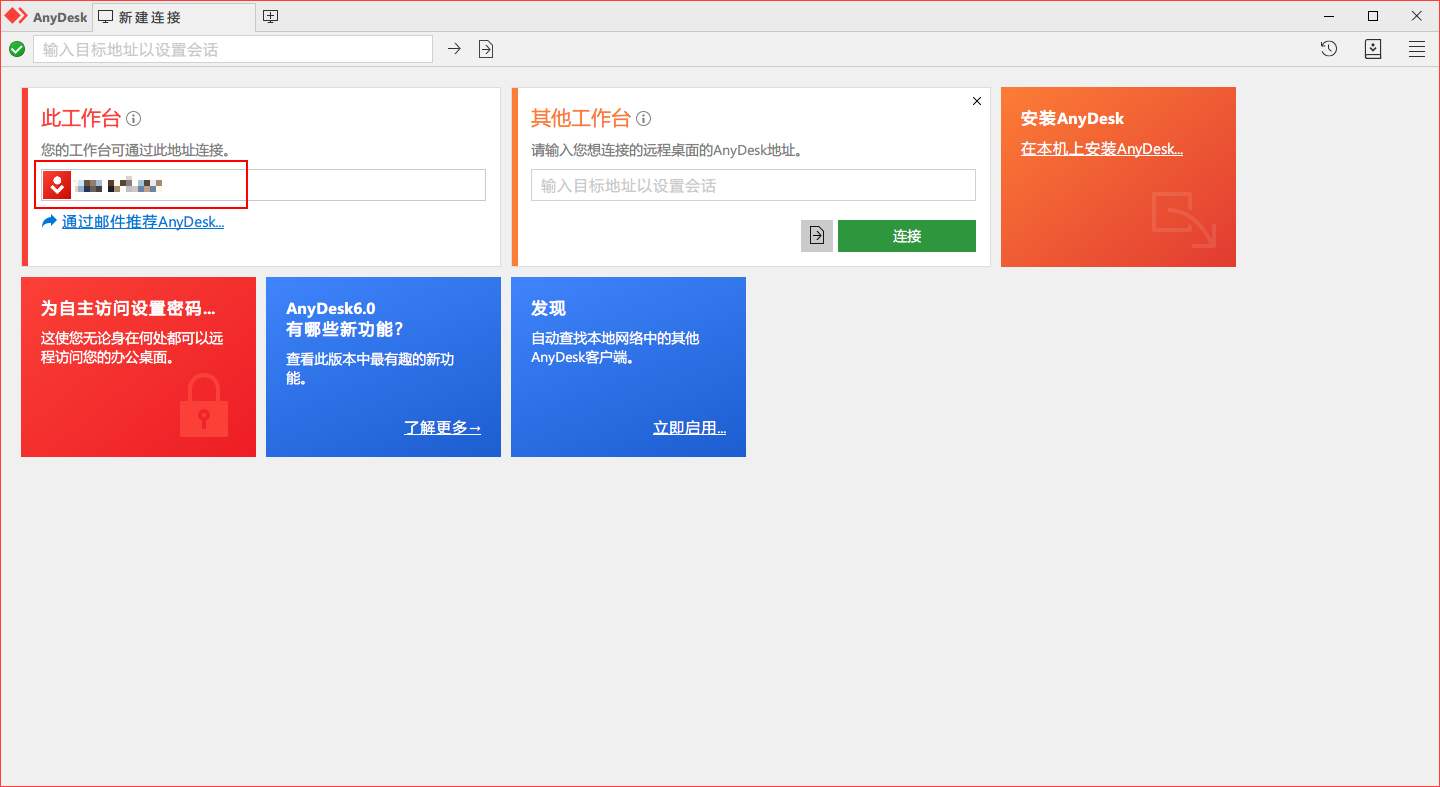 AnyDesk
新建连接
输入目标地址以设置会话
此工作台
您的工作台可通过此地址连接。
通过邮件推荐AnyDesk...
其他工作台
请输入您想连接的远程桌面的AnyDesk地址。
输入目标地址以设置会话
连接
安装AnyDesk
在本机上安装AnyDesk...
为自主访问设置密码...
这使您无论身在何处都可以远
程访问您的办公桌面。
AnyDesk6.0
有哪些新功能？
查看此版本中最有趣的新功
能。
了解更多→
发现
自动查找本地网络中的其他
AnyDesk客户端。
立即启用...